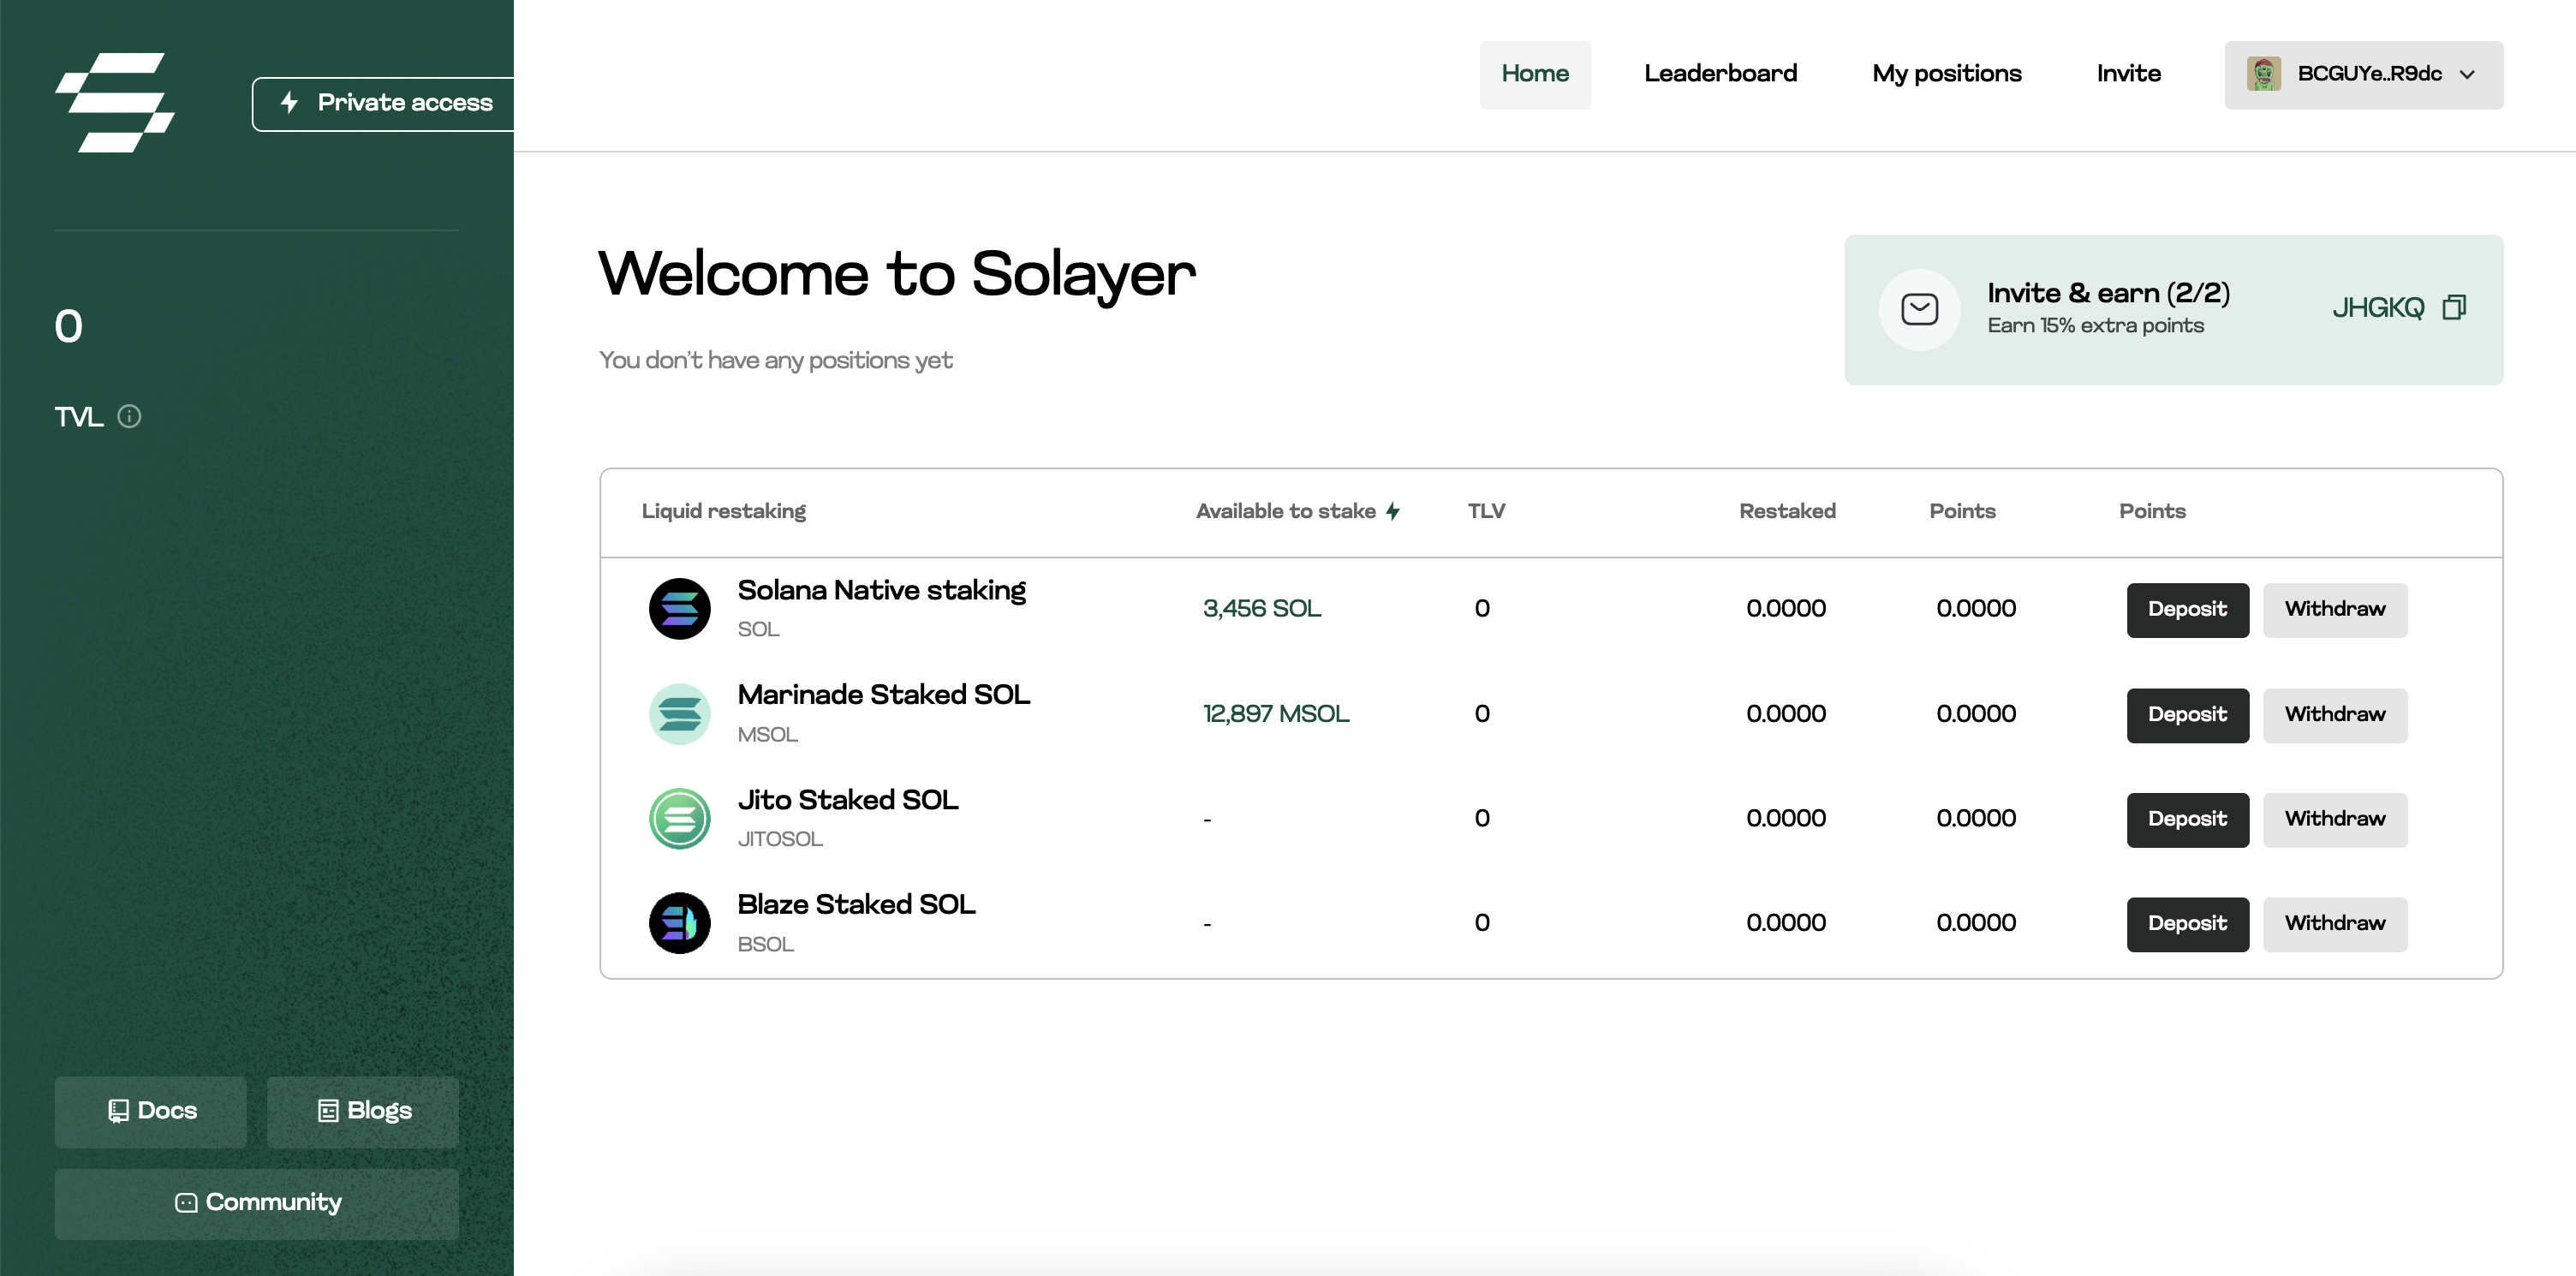 Private access
Home Leaderboard My positions Invite BCGUYe..R9dc
0
TVL
Welcome to Solayer
You don’t have any positions yet
Invite & earn (2/2)
Earn 15% extra points
JHGKQ
Liquid restaking Available to stake TLV Restaked Points Points
Solana Native staking
SOL
3,456 SOL 0 0.0000 0.0000 Deposit Withdraw
Marinade Staked SOL
MSOL
12,897 MSOL 0 0.0000 0.0000 Deposit Withdraw
Jito Staked SOL
JITOSOL
- 0 0.0000 0.0000 Deposit Withdraw
Blaze Staked SOL
BSOL
- 0 0.0000 0.0000 Deposit Withdraw
Docs Blogs
Community